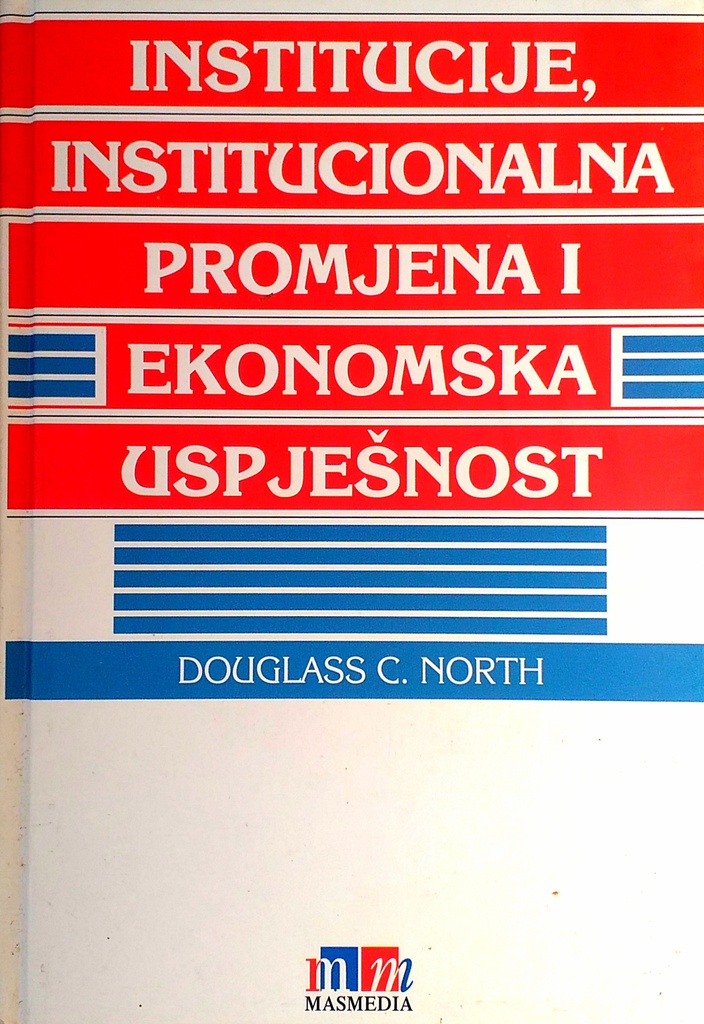 INSTITUCIJE,
INSTITUCIONALNA
PROMJENA I
EKONOMSKA
USPJEŠNOST
DOUGLASS C. NORTH
mm
MASMEDIA